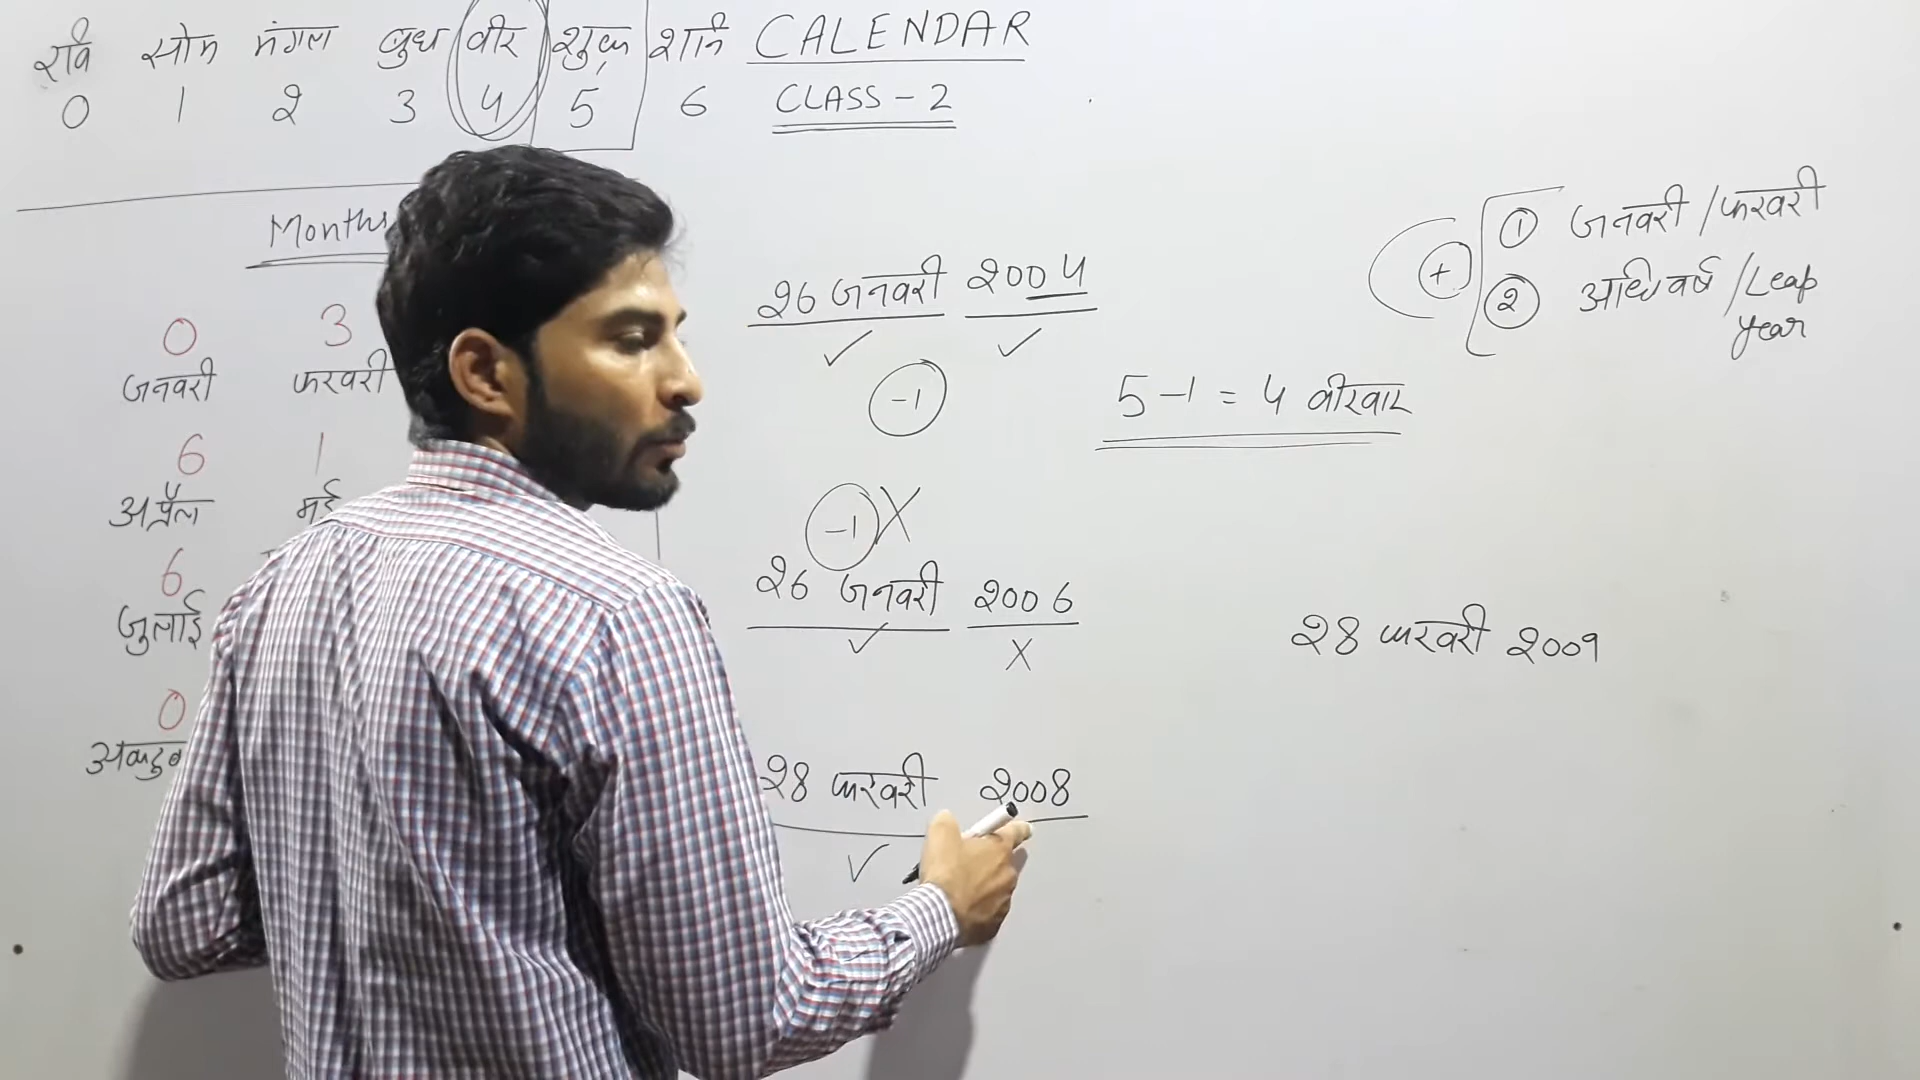 रवि सोम मंगल बुध वीर शुक्र शनि CALENDAR
0 1 2 3 4 5 6 CLASS - 2
Months
0 3
जनवरी फरवरी
6 1
अप्रैल मई
6
जुलाई
0
अक्टुब
26 जनवरी 2004
✓ ✓
-1
-1 X
26 जनवरी 2006
✓ X
28 फरवरी 2008
✓
+
1 जनवरी / फरवरी
2 अधिवर्ष / Leap
year
5 - 1 = 4 वीरवार
28 फरवरी 2009